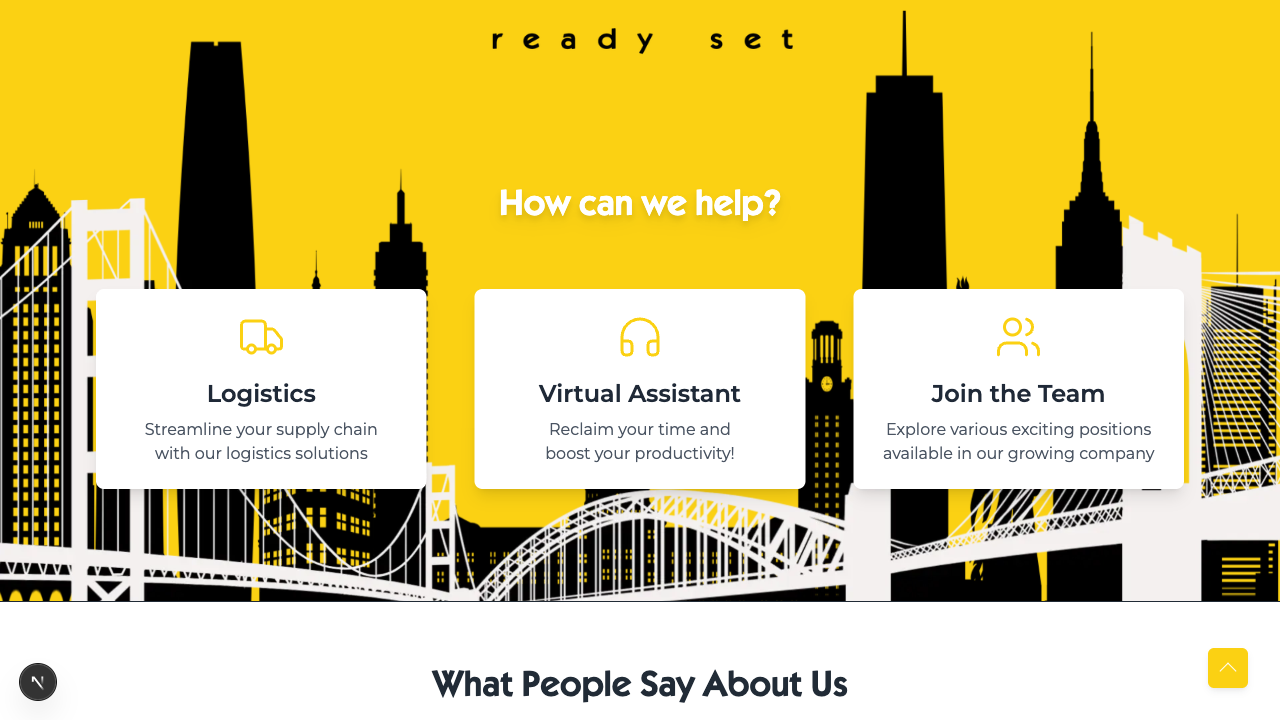 ready set
How can we help?
Logistics
Streamline your supply chain
with our logistics solutions
Virtual Assistant
Reclaim your time and
boost your productivity!
Join the Team
Explore various exciting positions
available in our growing company
What People Say About Us
N